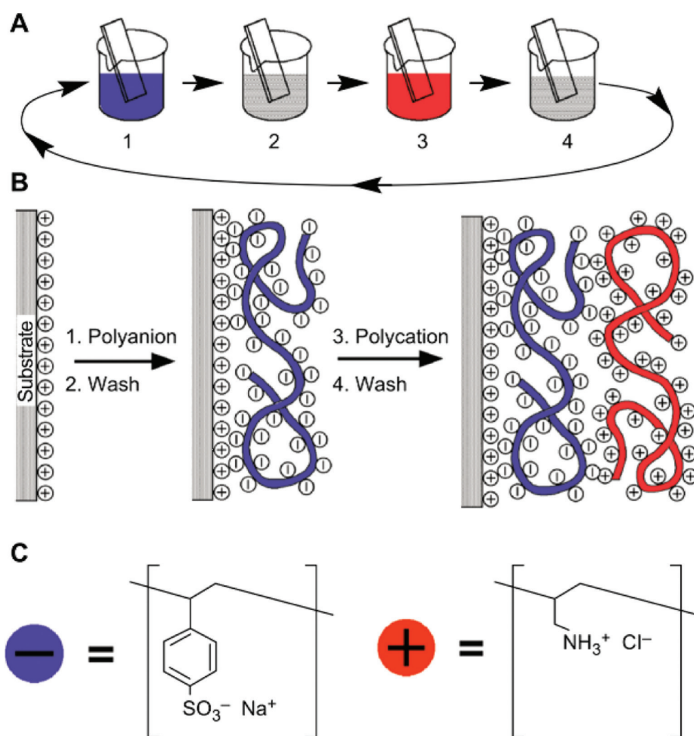 A
1
2
3
4
B
Substrate
1. Polyanion
2. Wash
3. Polycation
4. Wash
C
− =
SO₃⁻ Na⁺
+ =
NH₃⁺ Cl⁻